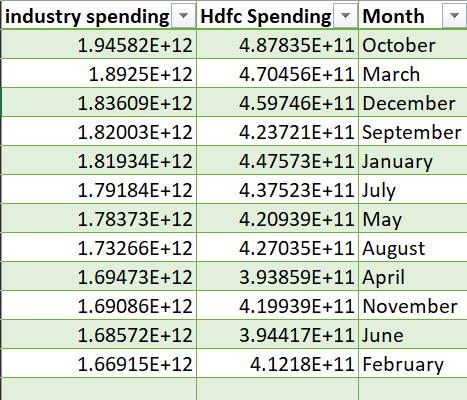 industry spending Hdfc Spending Month
1.94582E+12 4.87835E+11 October
1.8925E+12 4.70456E+11 March
1.83609E+12 4.59746E+11 December
1.82003E+12 4.23721E+11 September
1.81934E+12 4.47573E+11 January
1.79184E+12 4.37523E+11 July
1.78373E+12 4.20939E+11 May
1.73266E+12 4.27035E+11 August
1.69473E+12 3.93859E+11 April
1.69086E+12 4.19939E+11 November
1.68572E+12 3.94417E+11 June
1.66915E+12 4.1218E+11 February